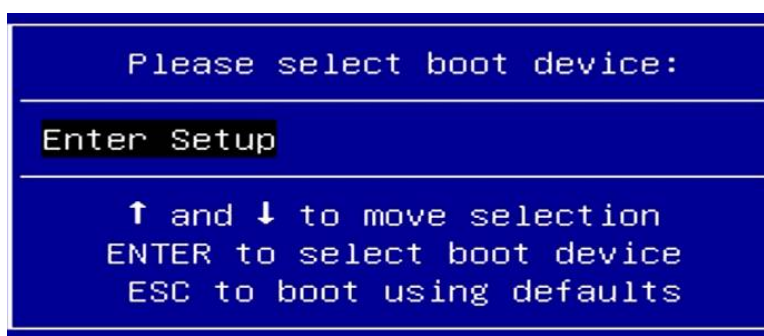 Please select boot device:
Enter Setup
↑ and ↓ to move selection
ENTER to select boot device
ESC to boot using defaults